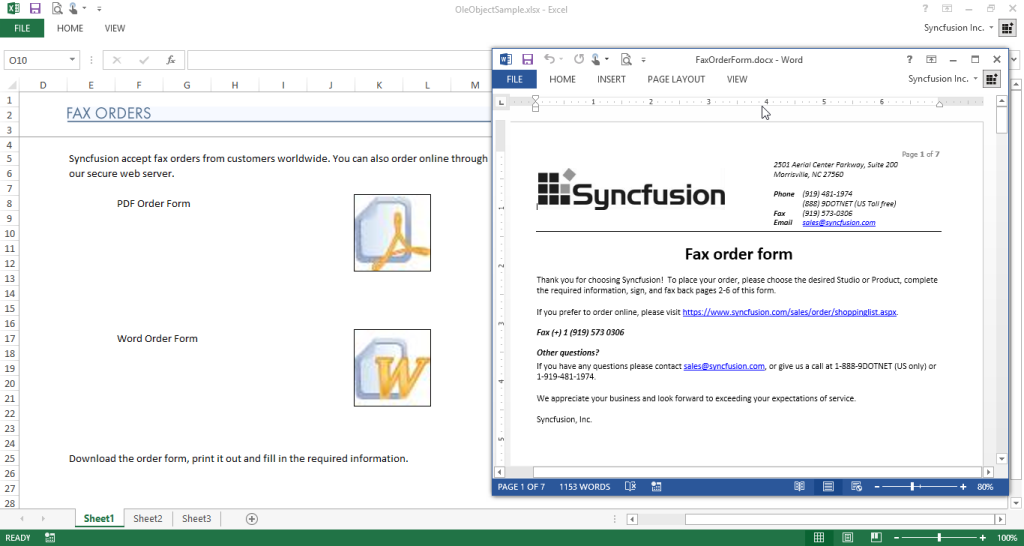 OleObjectSample.xlsx - Excel
FILE HOME VIEW
Syncfusion Inc.
O10
fx
D E F G H I J K L M
1
2
3
4
5
6
7
8
9
10
11
12
13
14
15
16
17
18
19
20
21
22
23
24
25
26
27
28
FAX ORDERS
Syncfusion accept fax orders from customers worldwide. You can also order online through
our secure web server.
PDF Order Form
Word Order Form
W
Download the order form, print it out and fill in the required information.
Sheet1 Sheet2 Sheet3
READY
100%
FaxOrderForm.docx - Word
FILE HOME INSERT PAGE LAYOUT VIEW
Syncfusion Inc.
1 2 3 4 5 6
1
2
3
4
5
Page 1 of 7
2501 Aerial Center Parkway, Suite 200
Morrisville, NC 27560
Syncfusion
Phone (919) 481-1974
(888) 9DOTNET (US Toll free)
Fax (919) 573-0306
Email sales@syncfusion.com
Fax order form
Thank you for choosing Syncfusion! To place your order, please choose the desired Studio or Product, complete
the required information, sign, and fax back pages 2-6 of this form.
If you prefer to order online, please visit https://www.syncfusion.com/sales/order/shoppinglist.aspx.
Fax (+) 1 (919) 573 0306
Other questions?
If you have any questions please contact sales@syncfusion.com, or give us a call at 1-888-9DOTNET (US only) or
1-919-481-1974.
We appreciate your business and look forward to exceeding your expectations of service.
Syncfusion, Inc.
PAGE 1 OF 7 1153 WORDS
80%